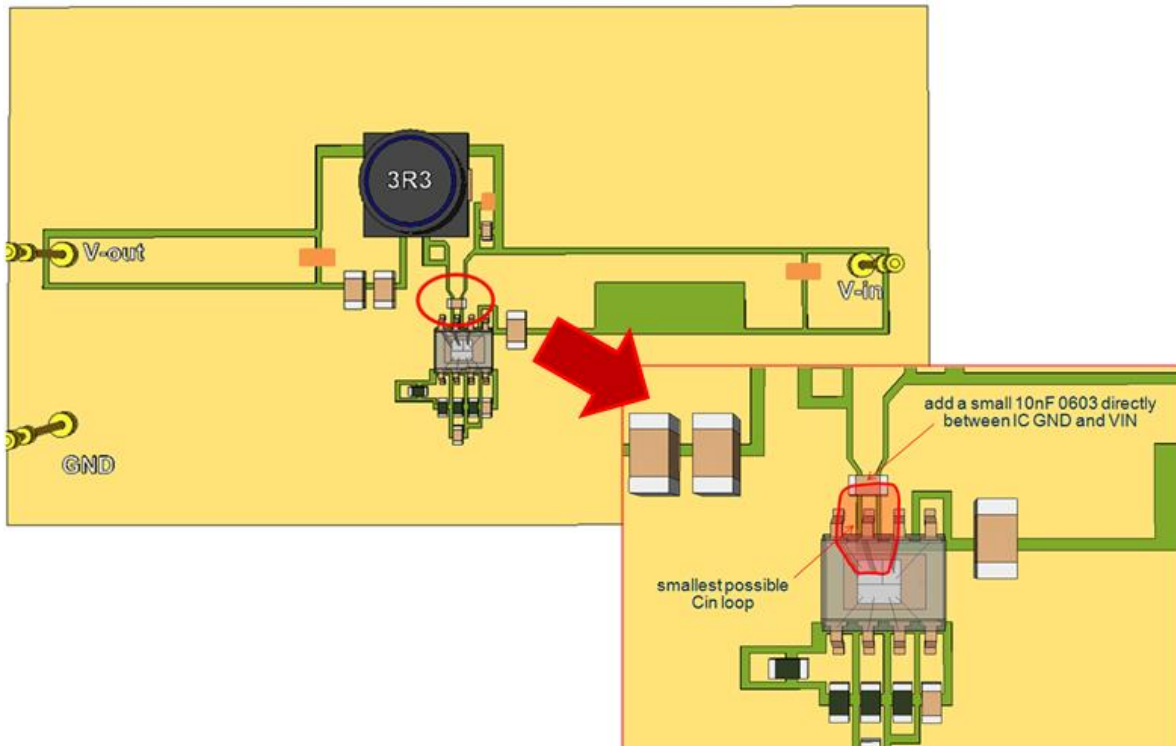 3R3
V-out
V-in
GND
add a small 10nF 0603 directly
between IC GND and VIN
smallest possible
Cin loop